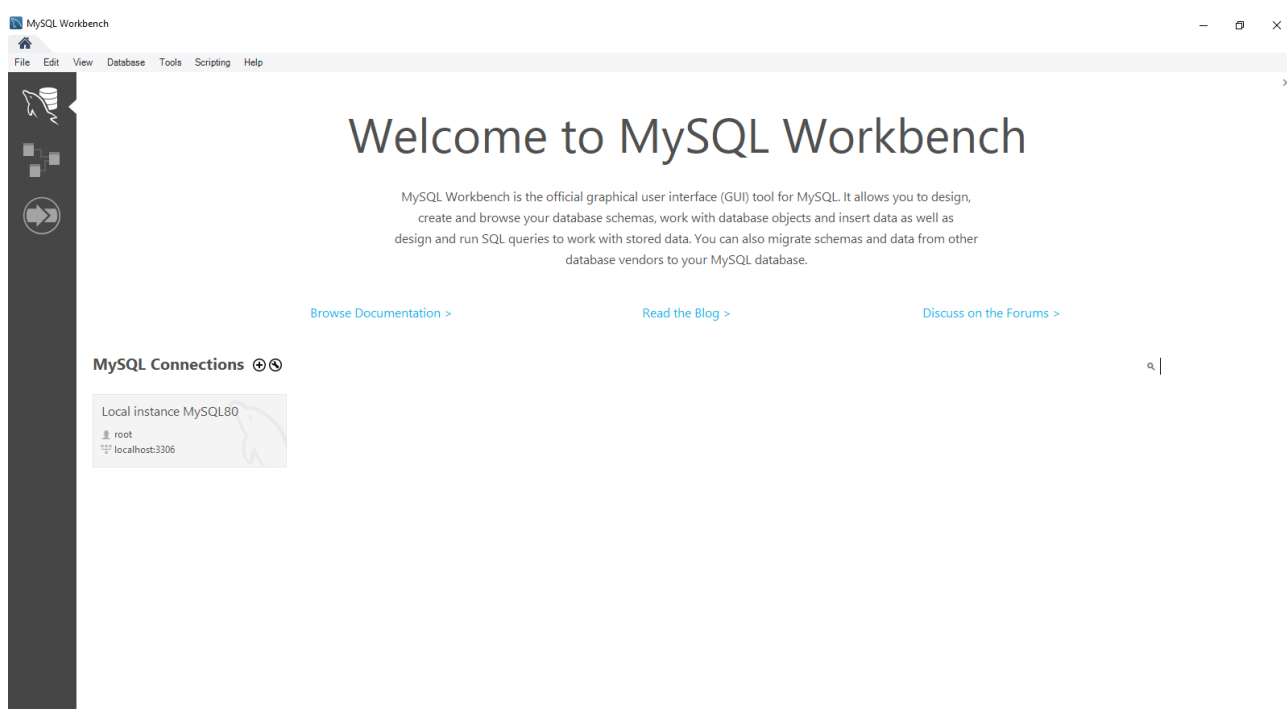 MySQL Workbench
File Edit View Database Tools Scripting Help
Welcome to MySQL Workbench
MySQL Workbench is the official graphical user interface (GUI) tool for MySQL. It allows you to design,
create and browse your database schemas, work with database objects and insert data as well as
design and run SQL queries to work with stored data. You can also migrate schemas and data from other
database vendors to your MySQL database.
Browse Documentation > Read the Blog > Discuss on the Forums >
MySQL Connections
Local instance MySQL80
root
localhost:3306